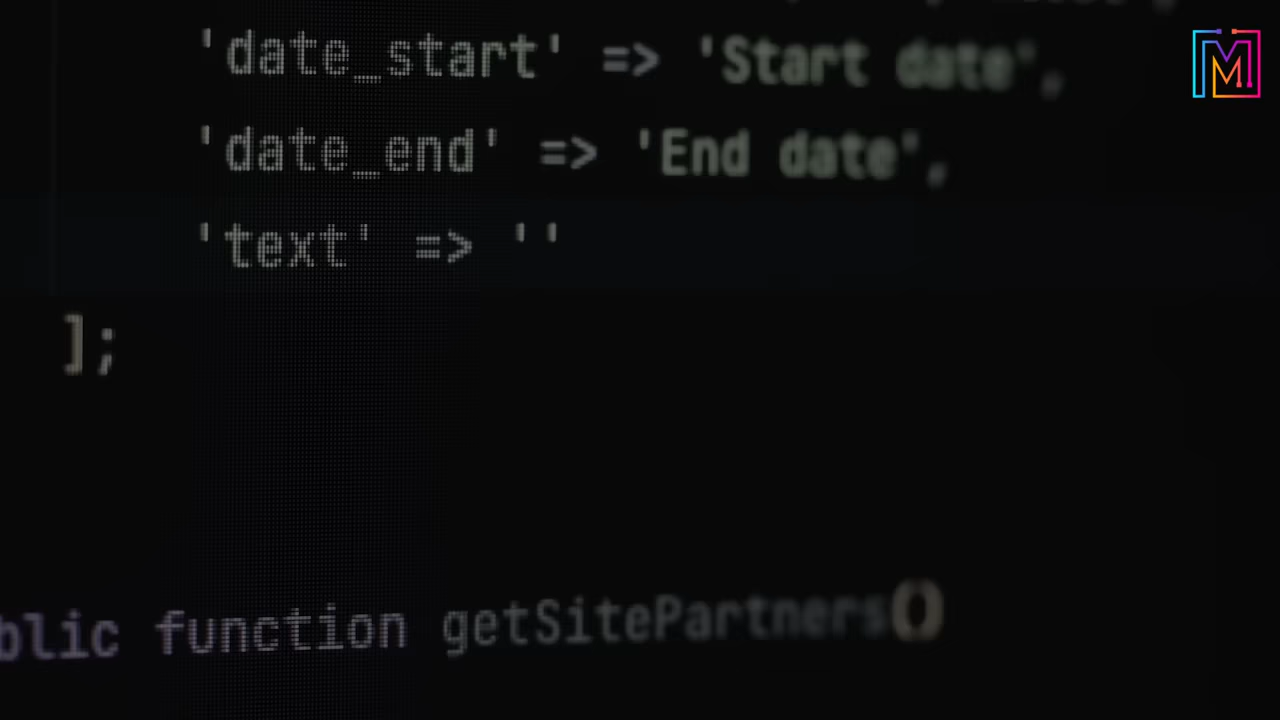 'date_start' => 'Start date',
'date_end' => 'End date',
'text' => ''
];
blic function getSitePartners()
M